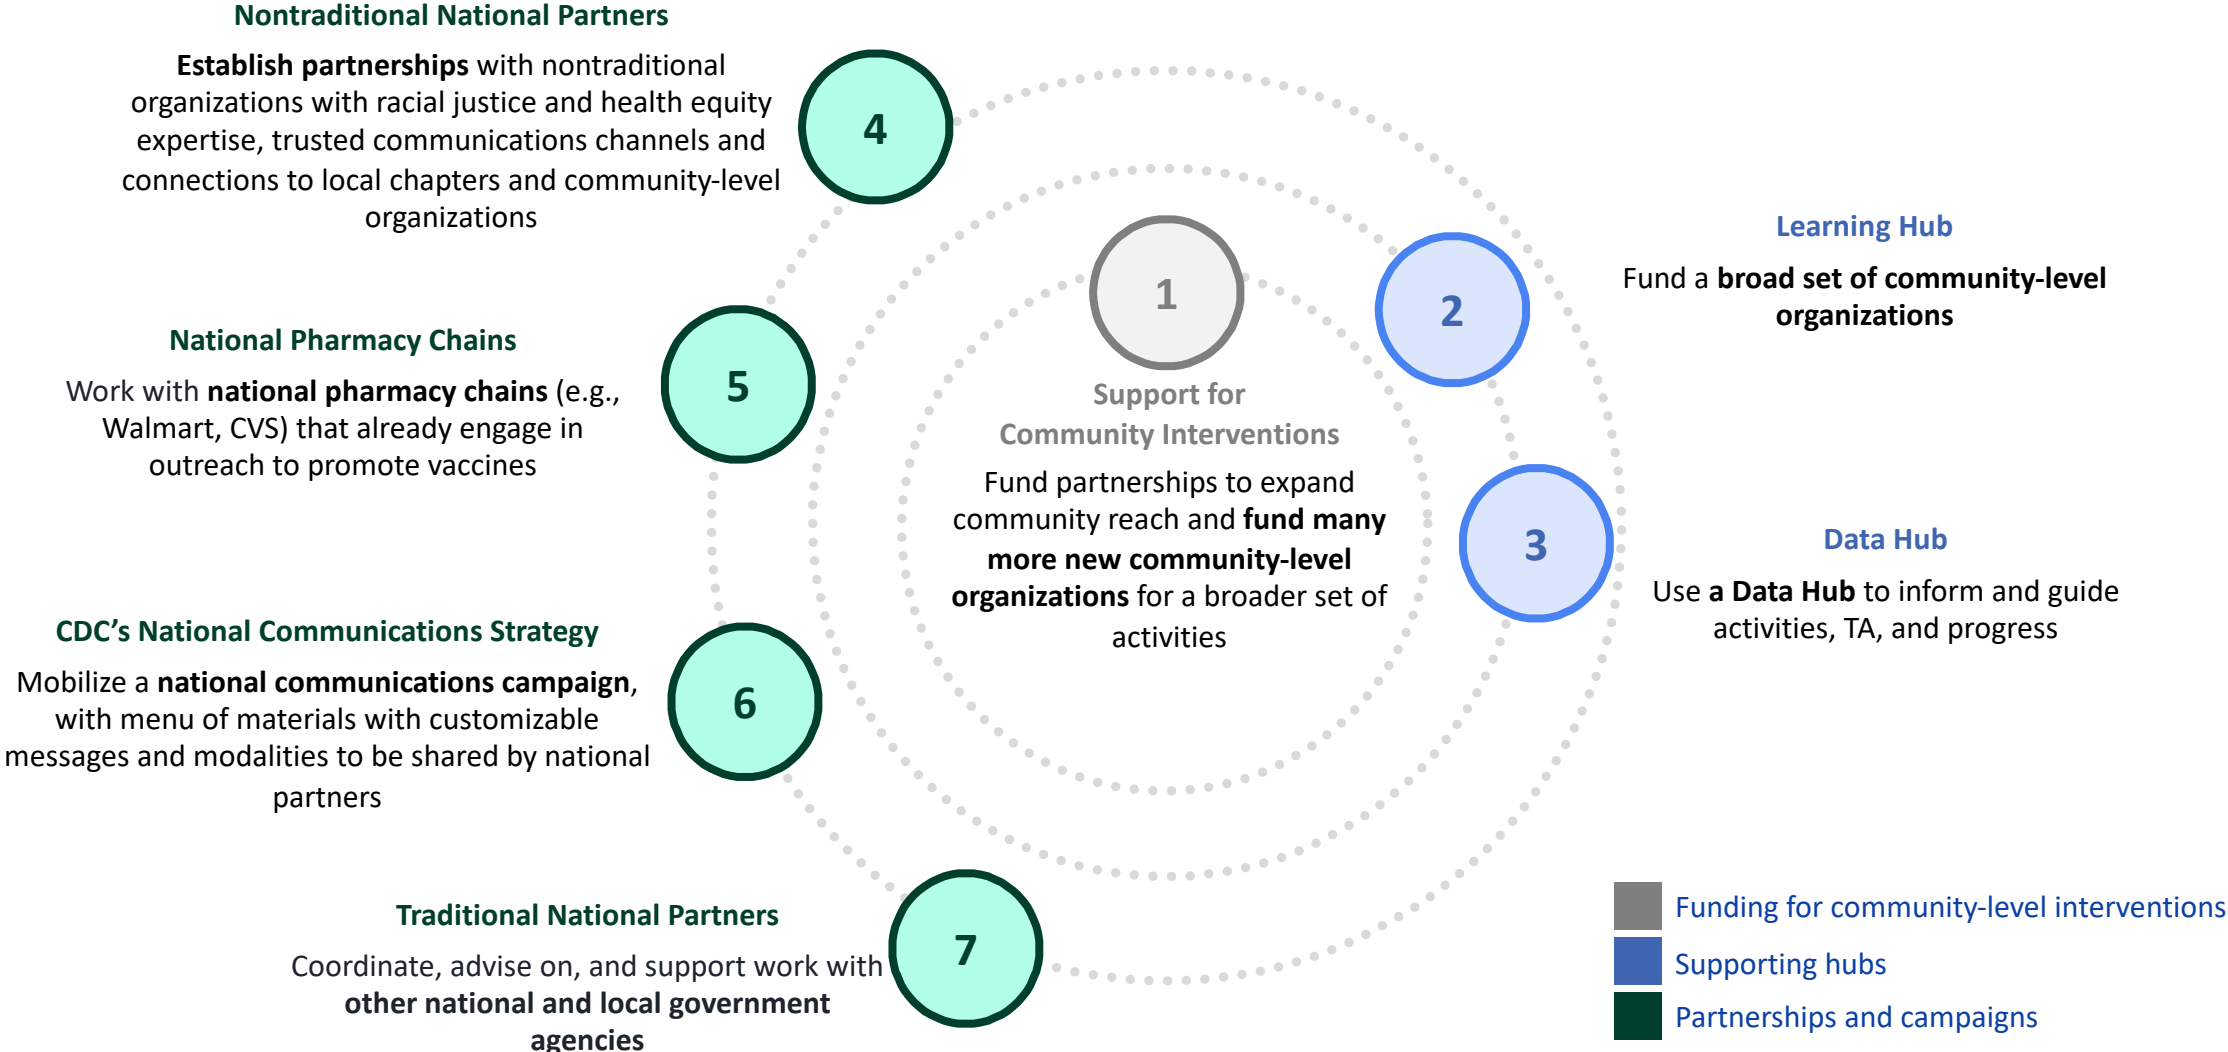 Nontraditional National Partners
Establish partnerships with nontraditional
organizations with racial justice and health equity
expertise, trusted communications channels and
connections to local chapters and community-level
organizations
4
National Pharmacy Chains
Work with national pharmacy chains (e.g.,
Walmart, CVS) that already engage in
outreach to promote vaccines
5
CDC’s National Communications Strategy
Mobilize a national communications campaign,
with menu of materials with customizable
messages and modalities to be shared by national
partners
6
Traditional National Partners
Coordinate, advise on, and support work with
other national and local government
agencies
7
1
Support for
Community Interventions
Fund partnerships to expand
community reach and fund many
more new community-level
organizations for a broader set of
activities
2
Learning Hub
Fund a broad set of community-level
organizations
3
Data Hub
Use a Data Hub to inform and guide
activities, TA, and progress
Funding for community-level interventions
Supporting hubs
Partnerships and campaigns